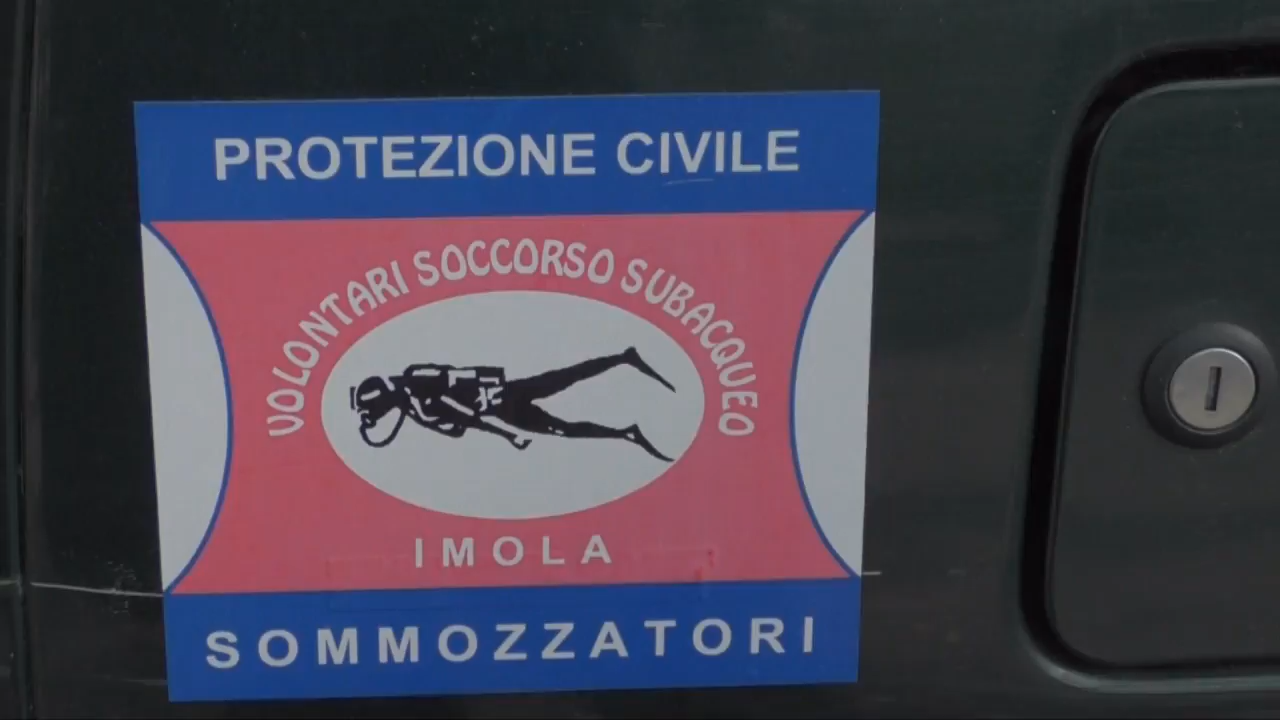 PROTEZIONE CIVILE
VOLONTARI SOCCORSO SUBACQUEO
IMOLA
SOMMOZZATORI